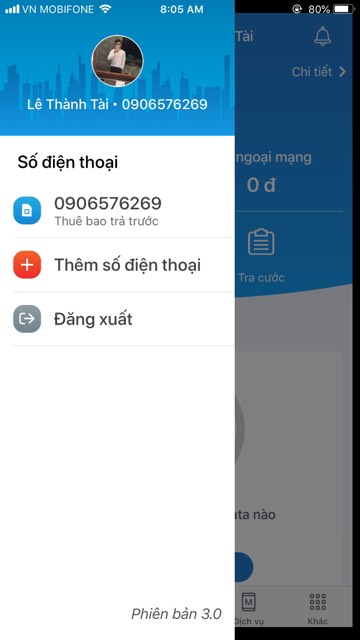 VN MOBIFONE 8:05 AM 80%
Tài
Chi tiết
Lê Thành Tài • 0906576269
Số điện thoại
ngoại mạng
0 đ
0906576269
Thuê bao trả trước
Thêm số điện thoại
Tra cước
Đăng xuất
ata nào
M
Dịch vụ
Khác
Phiên bản 3.0